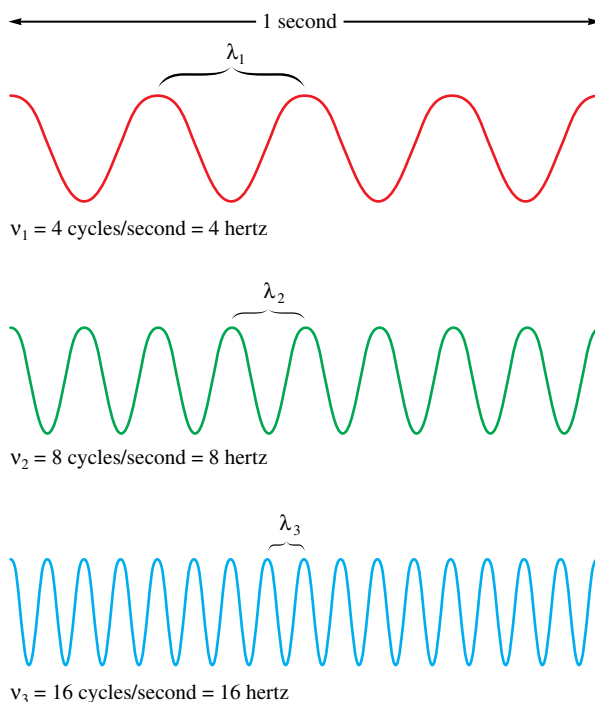 1 second
λ₁
ν₁ = 4 cycles/second = 4 hertz
λ₂
ν₂ = 8 cycles/second = 8 hertz
λ₃
ν₃ = 16 cycles/second = 16 hertz